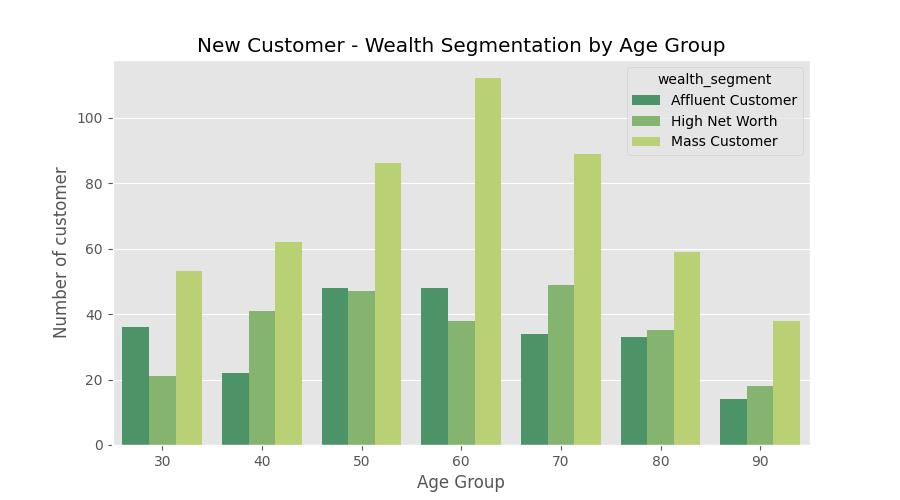 New Customer - Wealth Segmentation by Age Group
wealth_segment
Affluent Customer
High Net Worth
Mass Customer
Number of customer
100
80
60
40
20
0
30 40 50 60 70 80 90
Age Group